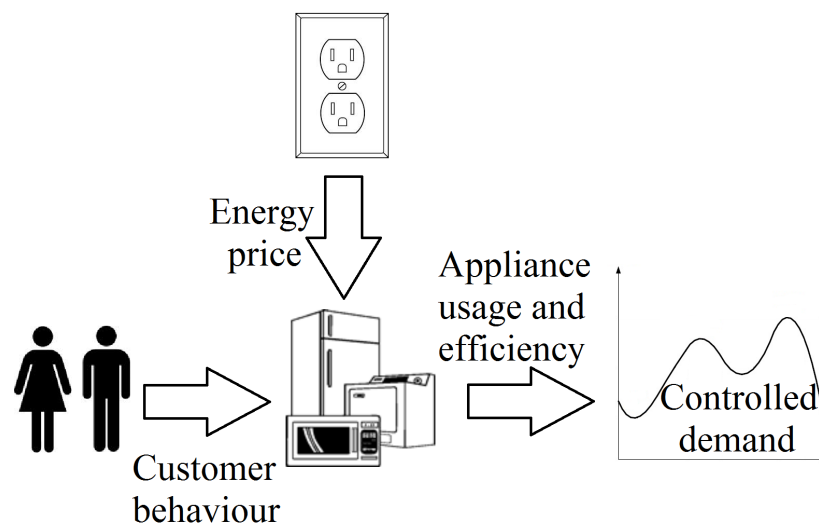 Energy
price
Appliance
usage and
efficiency
Customer
behaviour
Controlled
demand